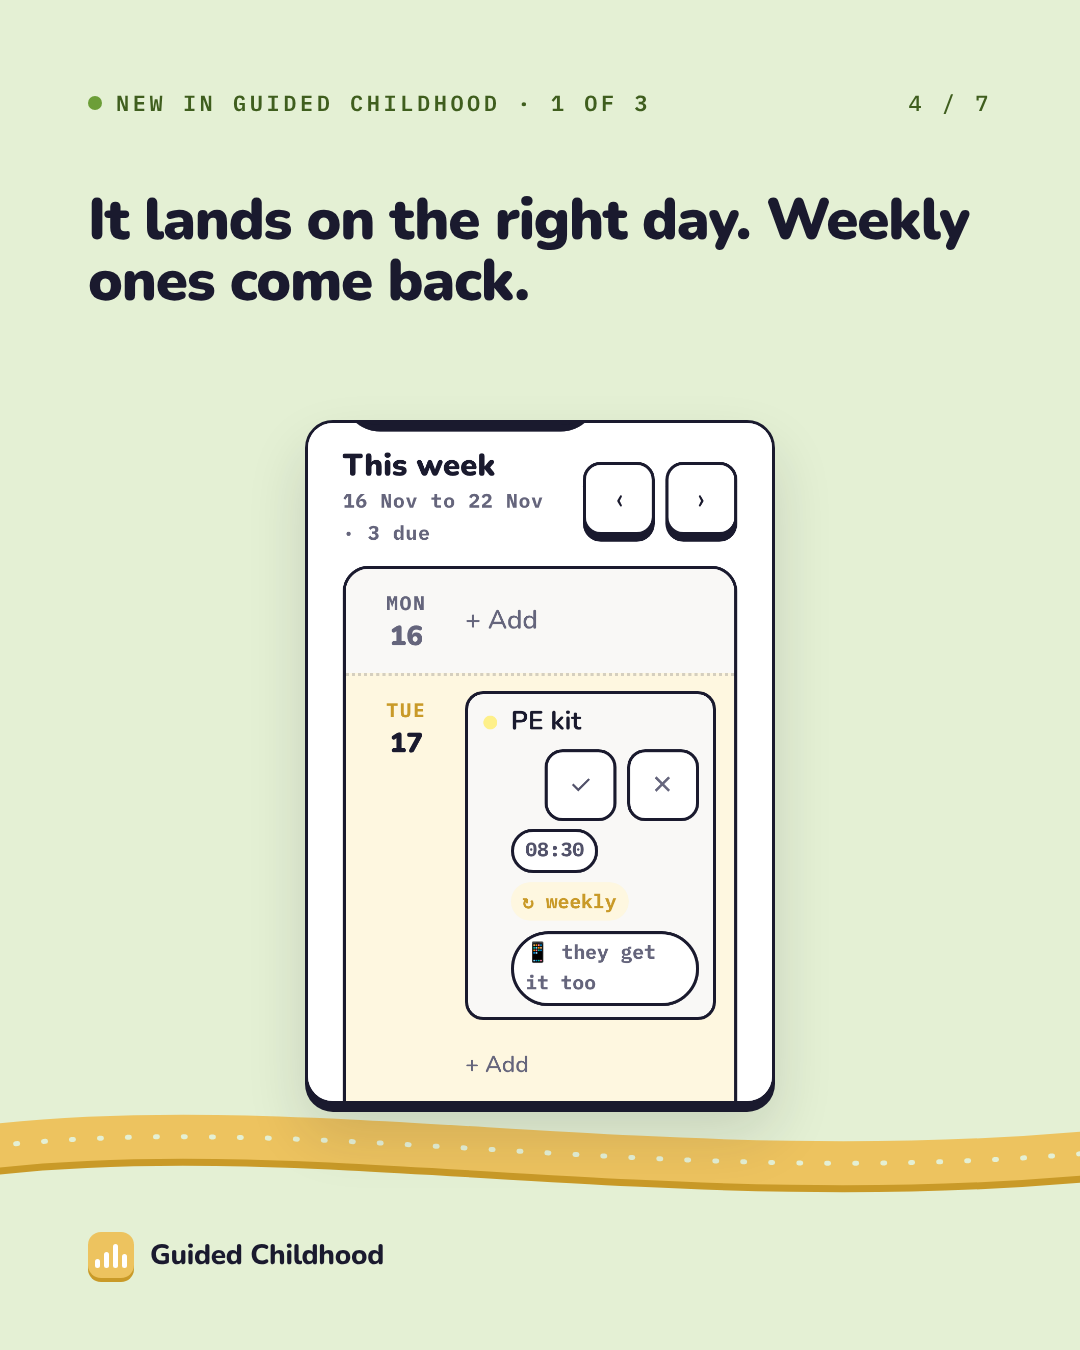 NEW IN GUIDED CHILDHOOD · 1 OF 3
4 / 7
It lands on the right day. Weekly
ones come back.
This week
16 Nov to 22 Nov
· 3 due
‹ ›
MON
16
+ Add
TUE
17
PE kit
✓ ✕
08:30
↻ weekly
📱 they get
it too
+ Add
Guided Childhood